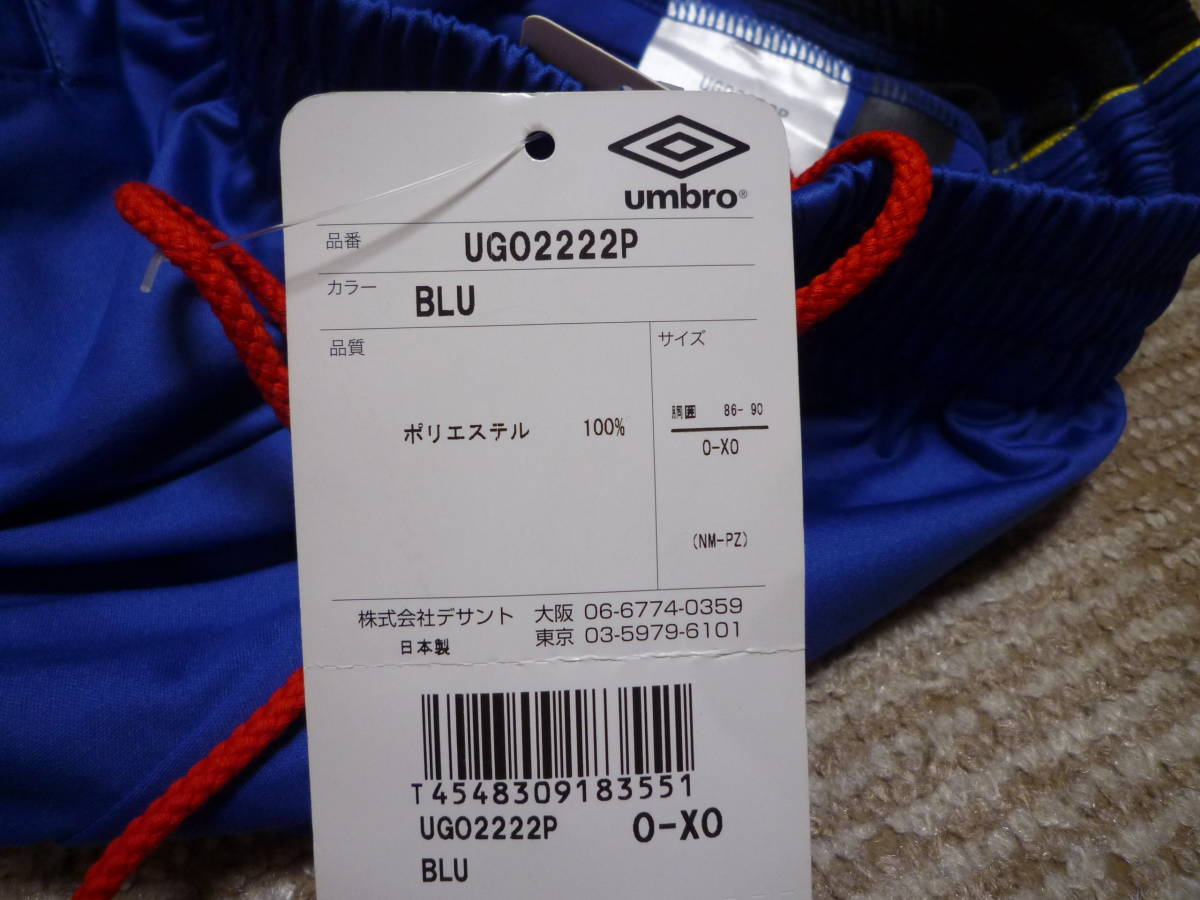 umbro®
品番 UGO2222P
カラー BLU
品質
ポリエステル 100%
サイズ
胴囲 86-90
O-XO
(NM-PZ)
株式会社デサント 大阪 06-6774-0359
日本製 東京 03-5979-6101
T4548309183551
UGO2222P O-XO
BLU